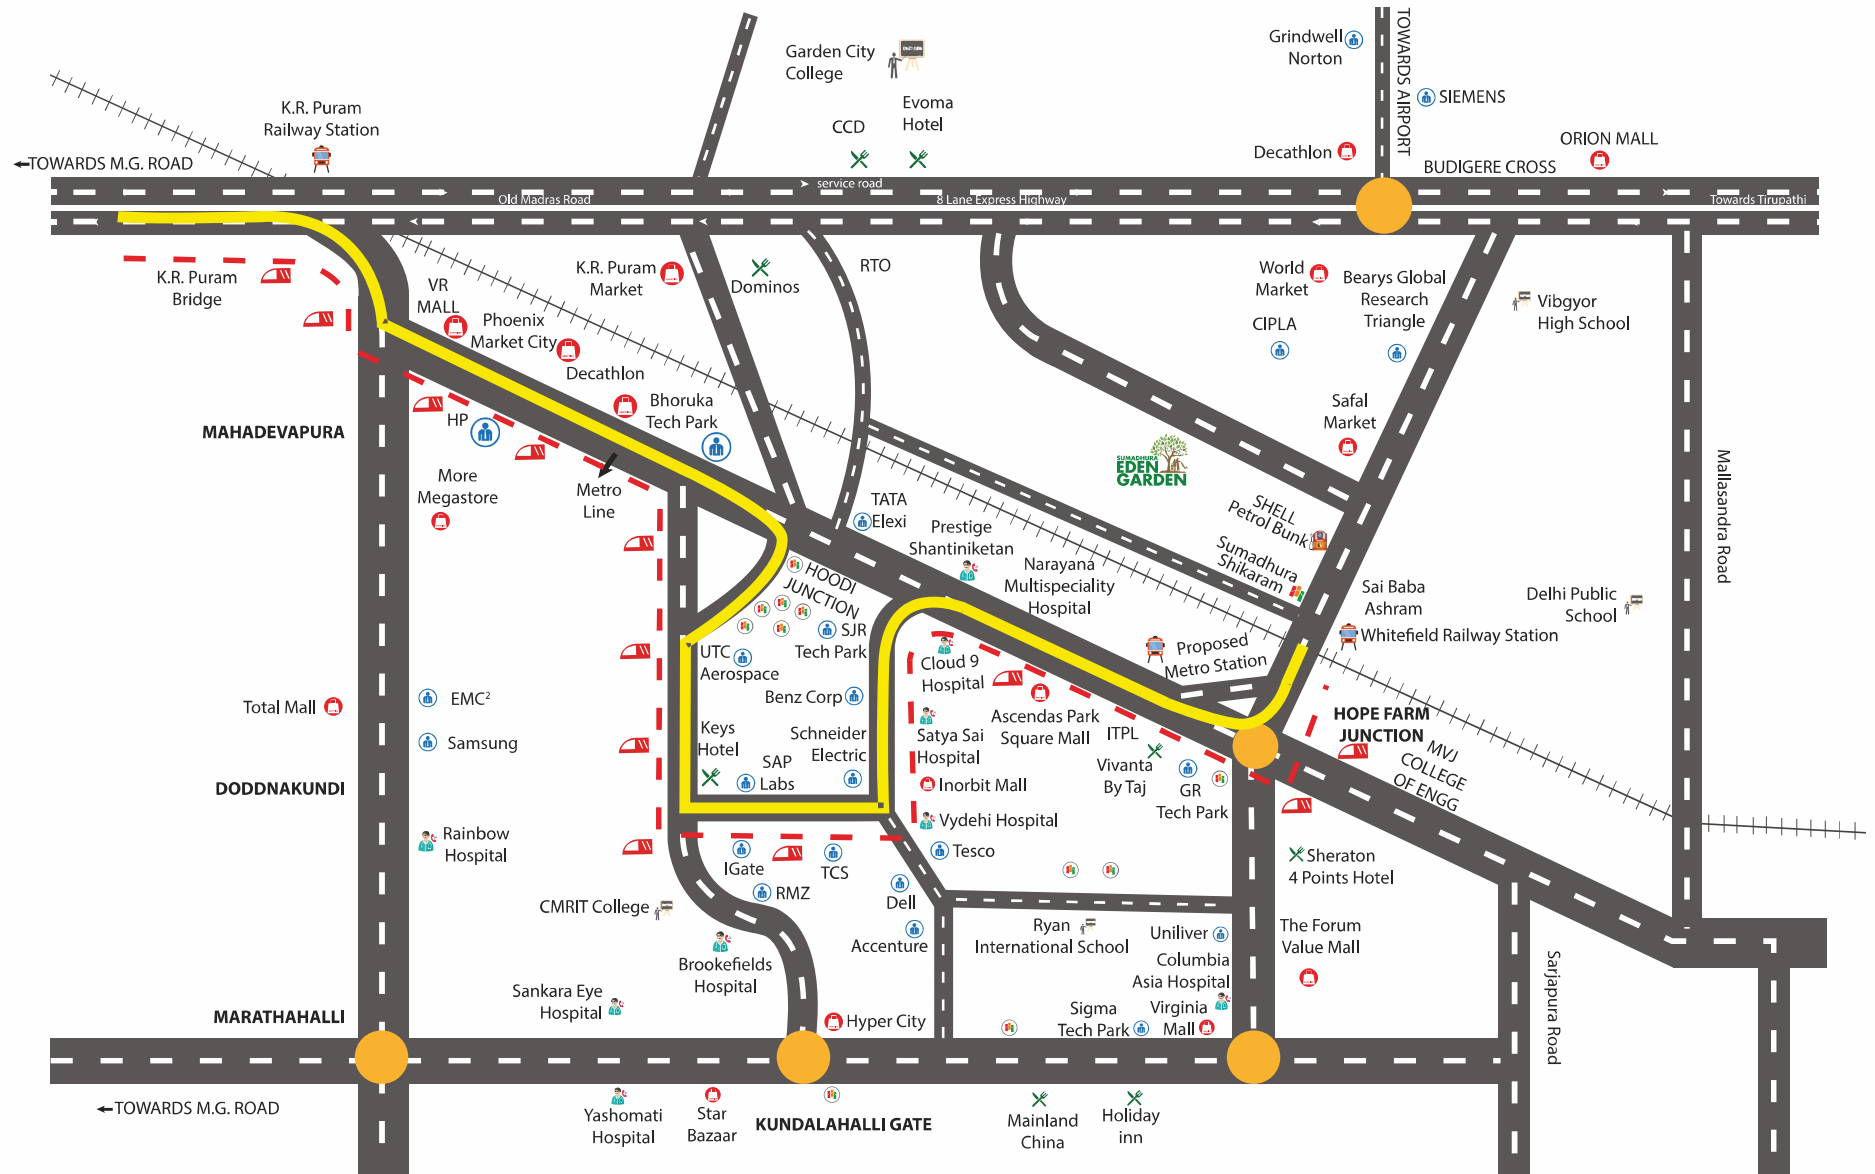 Garden City
College
Evoma
Hotel
CCD
K.R. Puram
Railway Station
TOWARDS M.G. ROAD
Grindwell
Norton
TOWARDS AIRPORT
SIEMENS
Decathlon
ORION MALL
BUDIGERE CROSS
service road
Old Madras Road
8 Lane Express Highway
Towards Tirupathi
K.R. Puram
Bridge
VR
MALL
Phoenix
Market City
Decathlon
K.R. Puram
Market
Dominos
RTO
World
Market
Bearys Global
Research
Triangle
CIPLA
Vibgyor
High School
Bhoruka
Tech Park
HP
Safal
Market
MAHADEVAPURA
SUMADHURA
EDEN
GARDEN
More
Megastore
Metro
Line
TATA
Elexi
Prestige
Shantiniketan
Narayana
Multispeciality
Hospital
SHELL
Petrol Bunk
Sumadhura
Shikaram
Mallasandra Road
HOODI
JUNCTION
Sai Baba
Ashram
Delhi Public
School
Whitefield Railway Station
SJR
Tech Park
UTC
Aerospace
Proposed
Metro Station
Cloud 9
Hospital
Benz Corp
EMC²
Total Mall
Samsung
Keys
Hotel
Schneider
Electric
SAP
Labs
Satya Sai
Hospital
Ascendas Park
Square Mall
ITPL
HOPE FARM
JUNCTION
MVJ
COLLEGE
OF ENGG
Vivanta
By Taj
GR
Tech Park
Inorbit Mall
DODDNAKUNDI
Vydehi Hospital
Rainbow
Hospital
Tesco
IGate
TCS
RMZ
Dell
Sheraton
4 Points Hotel
CMRIT College
Accenture
Ryan
International School
Uniliver
The Forum
Value Mall
Brookefields
Hospital
Columbia
Asia Hospital
Sankara Eye
Hospital
Sigma
Tech Park
Virginia
Mall
Hyper City
MARATHAHALLI
Sarjapura Road
TOWARDS M.G. ROAD
Yashomati
Hospital
Star
Bazaar
KUNDALAHALLI GATE
Mainland
China
Holiday
inn